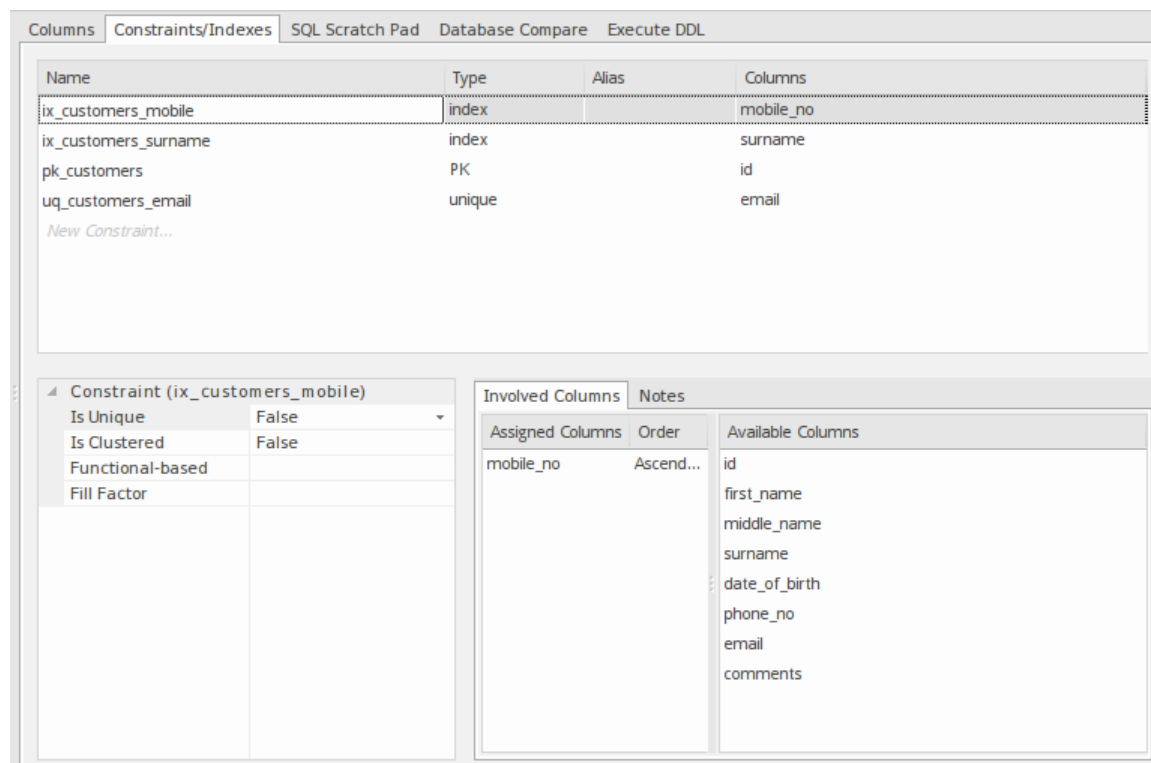 Columns Constraints/Indexes SQL Scratch Pad Database Compare Execute DDL
Name Type Alias Columns
ix_customers_mobile index mobile_no
ix_customers_surname index surname
pk_customers PK id
uq_customers_email unique email
New Constraint...
Constraint (ix_customers_mobile)
Is Unique False
Is Clustered False
Functional-based
Fill Factor
Involved Columns Notes
Assigned Columns Order Available Columns
mobile_no Ascend... id
first_name
middle_name
surname
date_of_birth
phone_no
email
comments